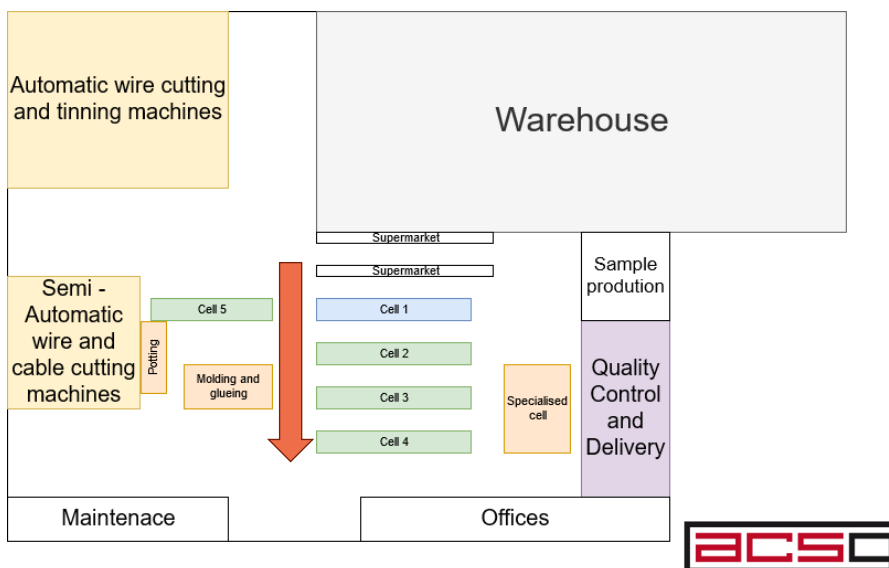 Automatic wire cutting
and tinning machines
Warehouse
Supermarket
Supermarket
Sample
prodution
Semi -
Automatic
wire and
cable cutting
machines
Cell 5
Cell 1
Potting
Cell 2
Molding and
glueing
Cell 3
Specialised
cell
Quality
Control
and
Delivery
Cell 4
Maintenace
Offices